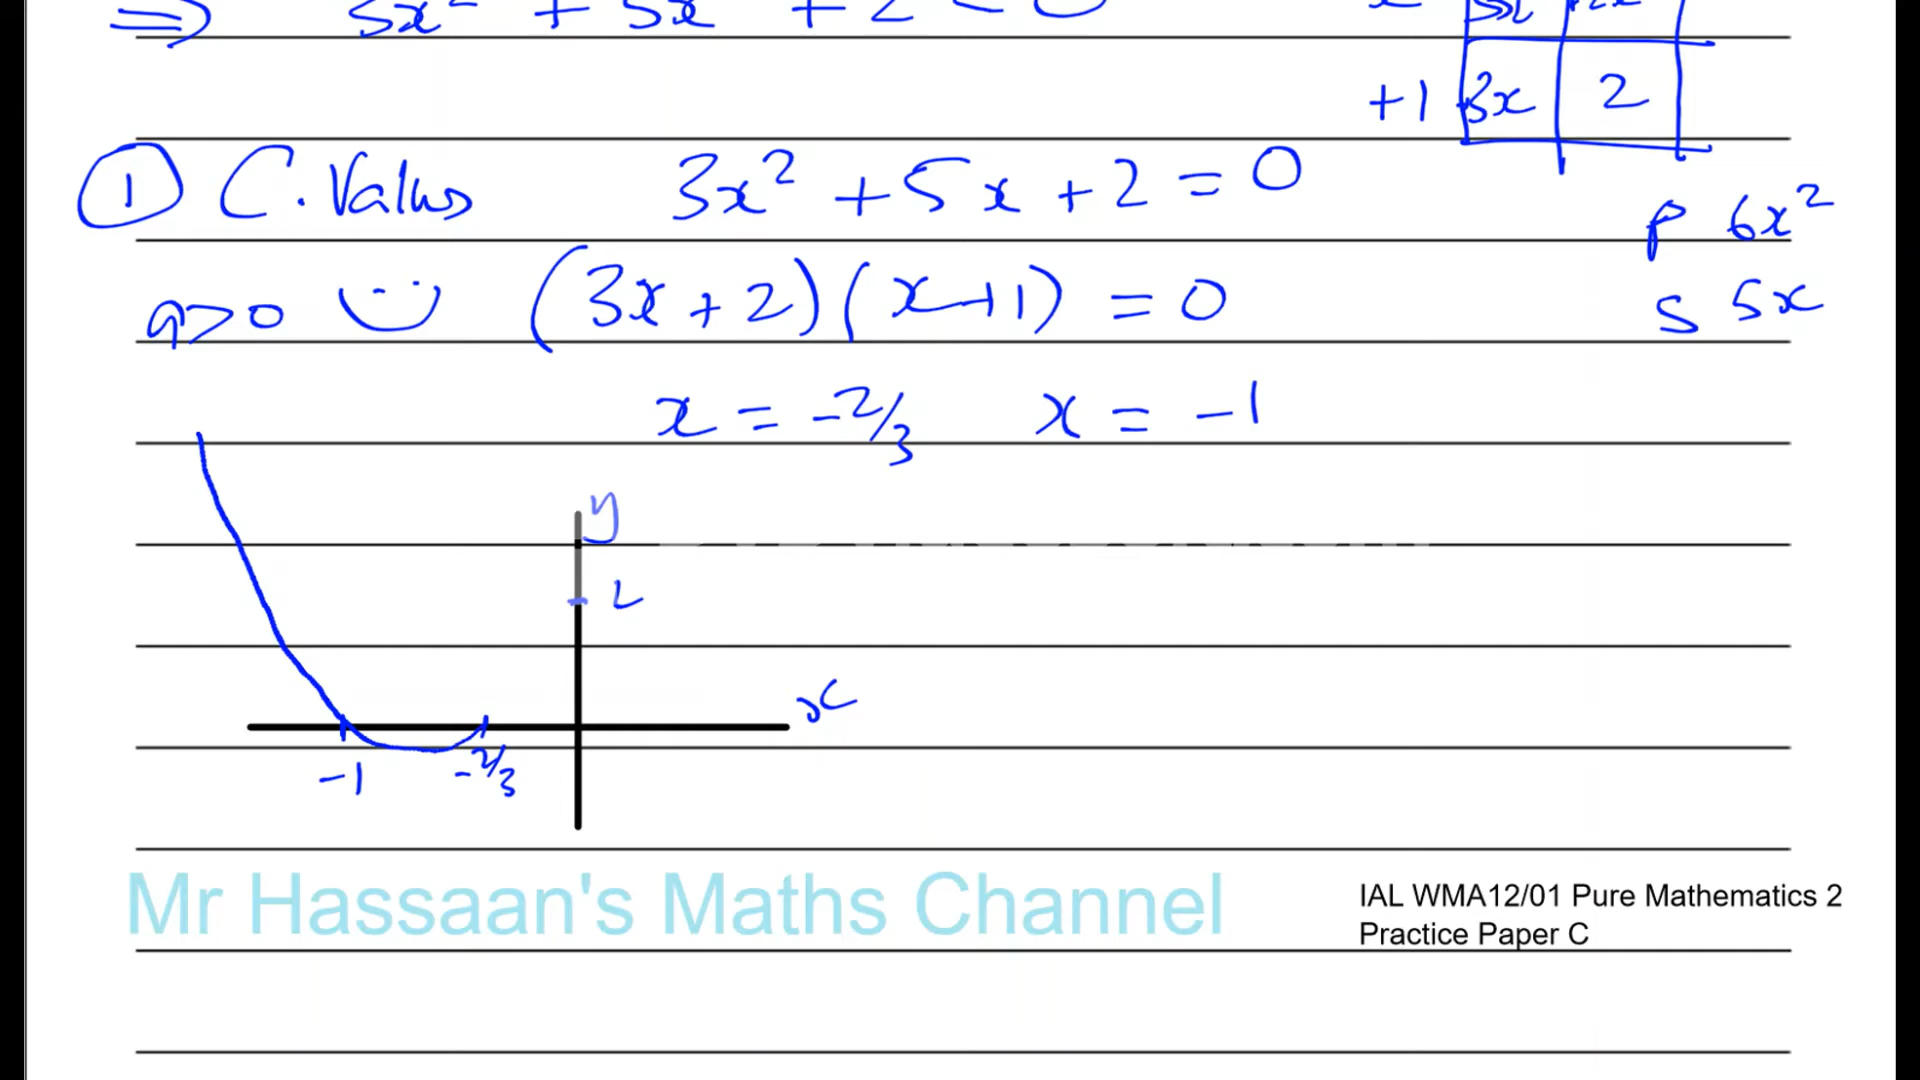 ⇒ 3x² + 5x + 2 0
+1 3x 2
① C. Values 3x² + 5x + 2 = 0
p 6x²
a>0 (3x + 2)(x+1) = 0
s 5x
x = -2/3 x = -1
y
2
x
-1 -2/3
Mr Hassaan's Maths Channel
IAL WMA12/01 Pure Mathematics 2
Practice Paper C